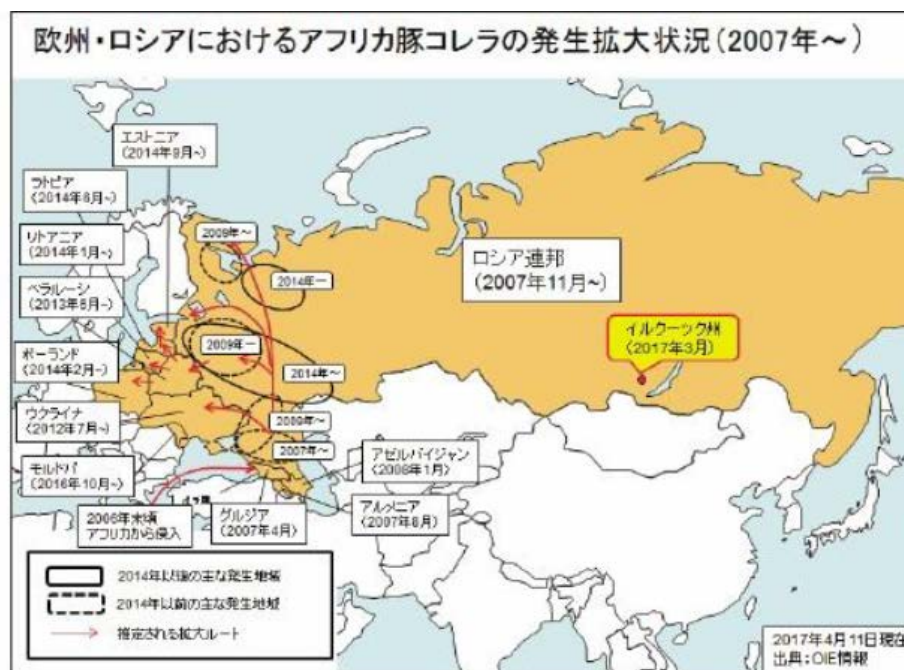 欧州・ロシアにおけるアフリカ豚コレラの発生拡大状況(2007年～)
エストニア
(2014年9月~)
ラトビア
(2014年6月~)
リトアニア
(2014年1月~)
ベラルーシ
(2013年6月~)
ポーランド
(2014年2月~)
ウクライナ
(2012年7月~)
モルドバ
(2016年10月~)
2006年末頃
アフリカから侵入
グルジア
(2007年4月)
アルメニア
(2007年8月)
アゼルバイジャン
(2008年1月)
2009年～
2014年～
2009年～
2014年～
2007年～
ロシア連邦
(2007年11月~)
イルクーツク州
(2017年3月)
2014年以後の主な発生地域
2014年以前の主な発生地域
推定される拡大ルート
2017年4月11日現在
出典:OIE情報